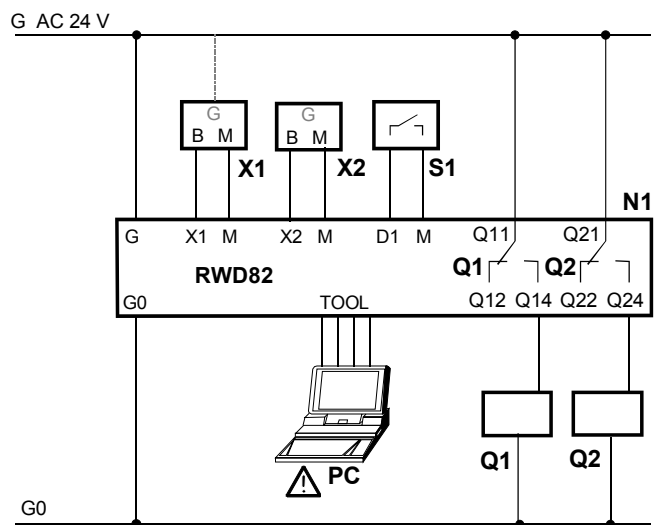 G AC 24 V
G G
B M B M
X1 X2 S1
N1
G X1 M X2 M D1 M Q11 Q21
RWD82 Q1 Q2
G0 TOOL Q12 Q14 Q22 Q24
PC Q1 Q2
G0